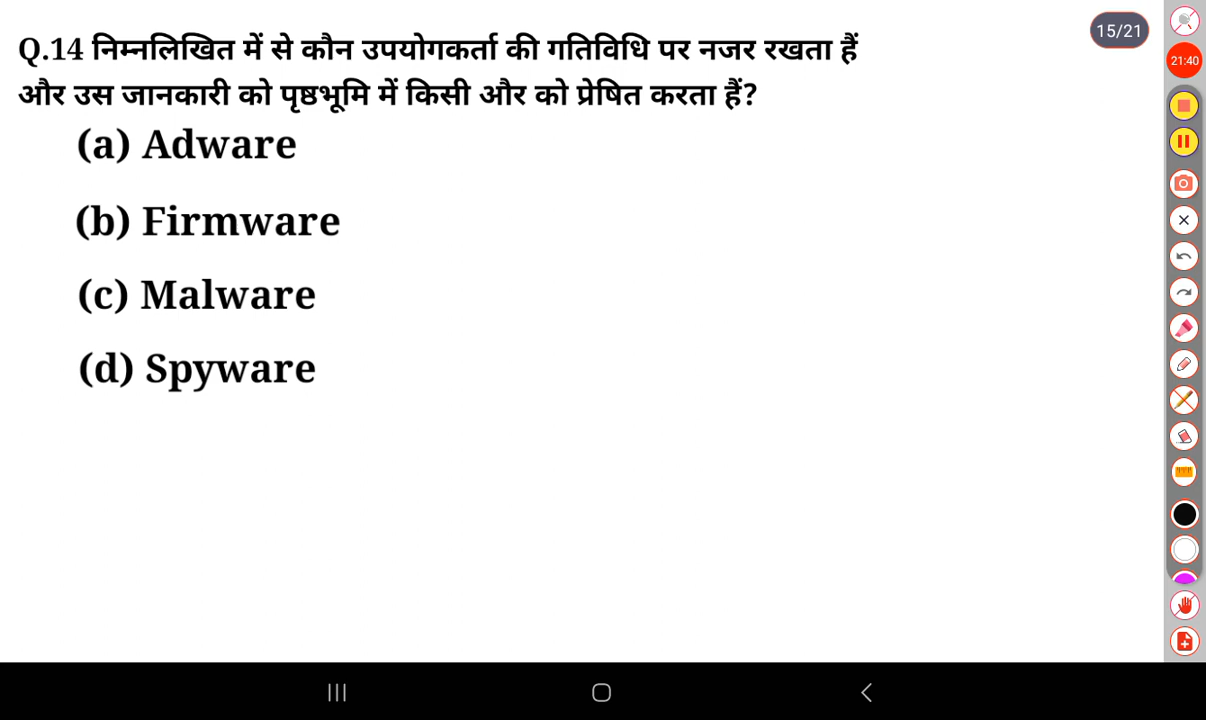 Q.14 निम्नलिखित में से कौन उपयोगकर्ता की गतिविधि पर नजर रखता हैं
और उस जानकारी को पृष्ठभूमि में किसी और को प्रेषित करता हैं?
(a) Adware
(b) Firmware
(c) Malware
(d) Spyware
15/21
21:40